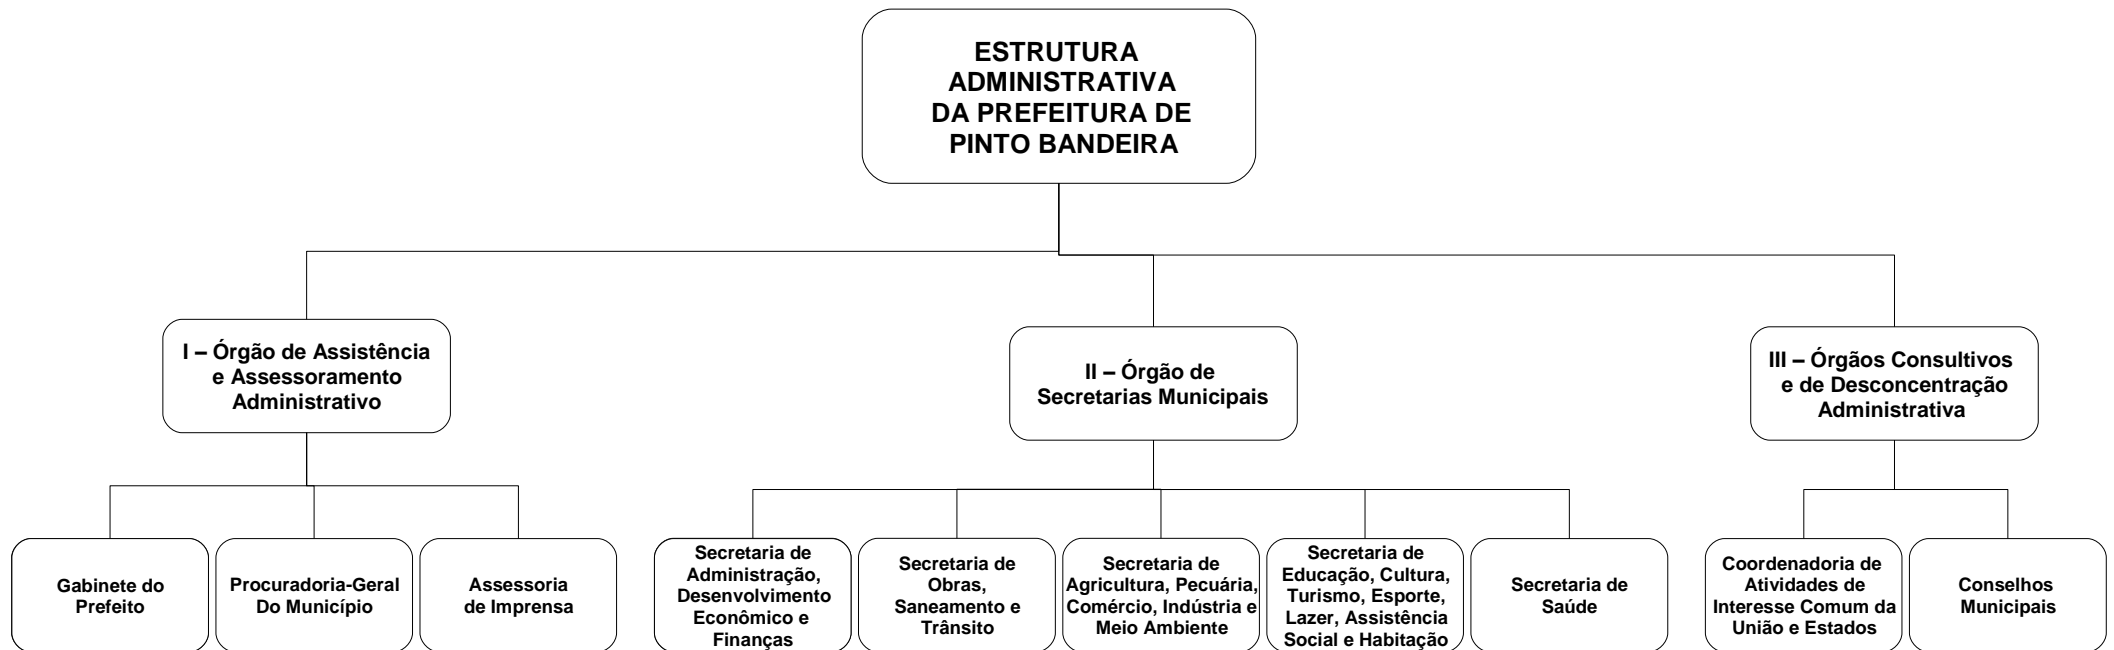 ESTRUTURA
ADMINISTRATIVA
DA PREFEITURA DE
PINTO BANDEIRA
I – Órgão de Assistência
e Assessoramento
Administrativo
II – Órgão de
Secretarias Municipais
III – Órgãos Consultivos
e de Desconcentração
Administrativa
Gabinete do
Prefeito
Procuradoria-Geral
Do Município
Assessoria
de Imprensa
Secretaria de
Administração,
Desenvolvimento
Econômico e
Finanças
Secretaria de
Obras,
Saneamento e
Trânsito
Secretaria de
Agricultura, Pecuária,
Comércio, Indústria e
Meio Ambiente
Secretaria de
Educação, Cultura,
Turismo, Esporte,
Lazer, Assistência
Social e Habitação
Secretaria de
Saúde
Coordenadoria de
Atividades de
Interesse Comum da
União e Estados
Conselhos
Municipais